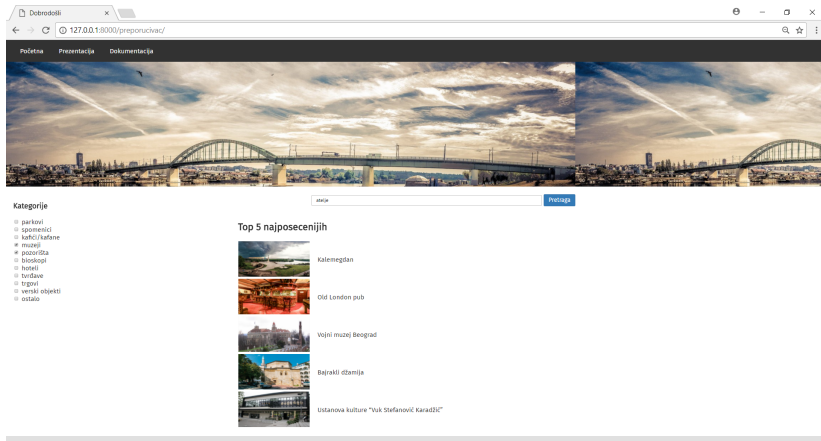 Dobrodošli
127.0.0.1:8000/preporucivac/
Početna Prezentacija Dokumentacija
atelje Pretraga
Kategorije
parkovi
spomenici
kafići/kafane
muzeji
pozorišta
bioskopi
hoteli
tvrđave
trgovi
verski objekti
ostalo
Top 5 najposecenijih
Kalemegdan
Old London pub
Vojni muzej Beograd
Bajrakli džamija
Ustanova kulture "Vuk Stefanović Karadžić"